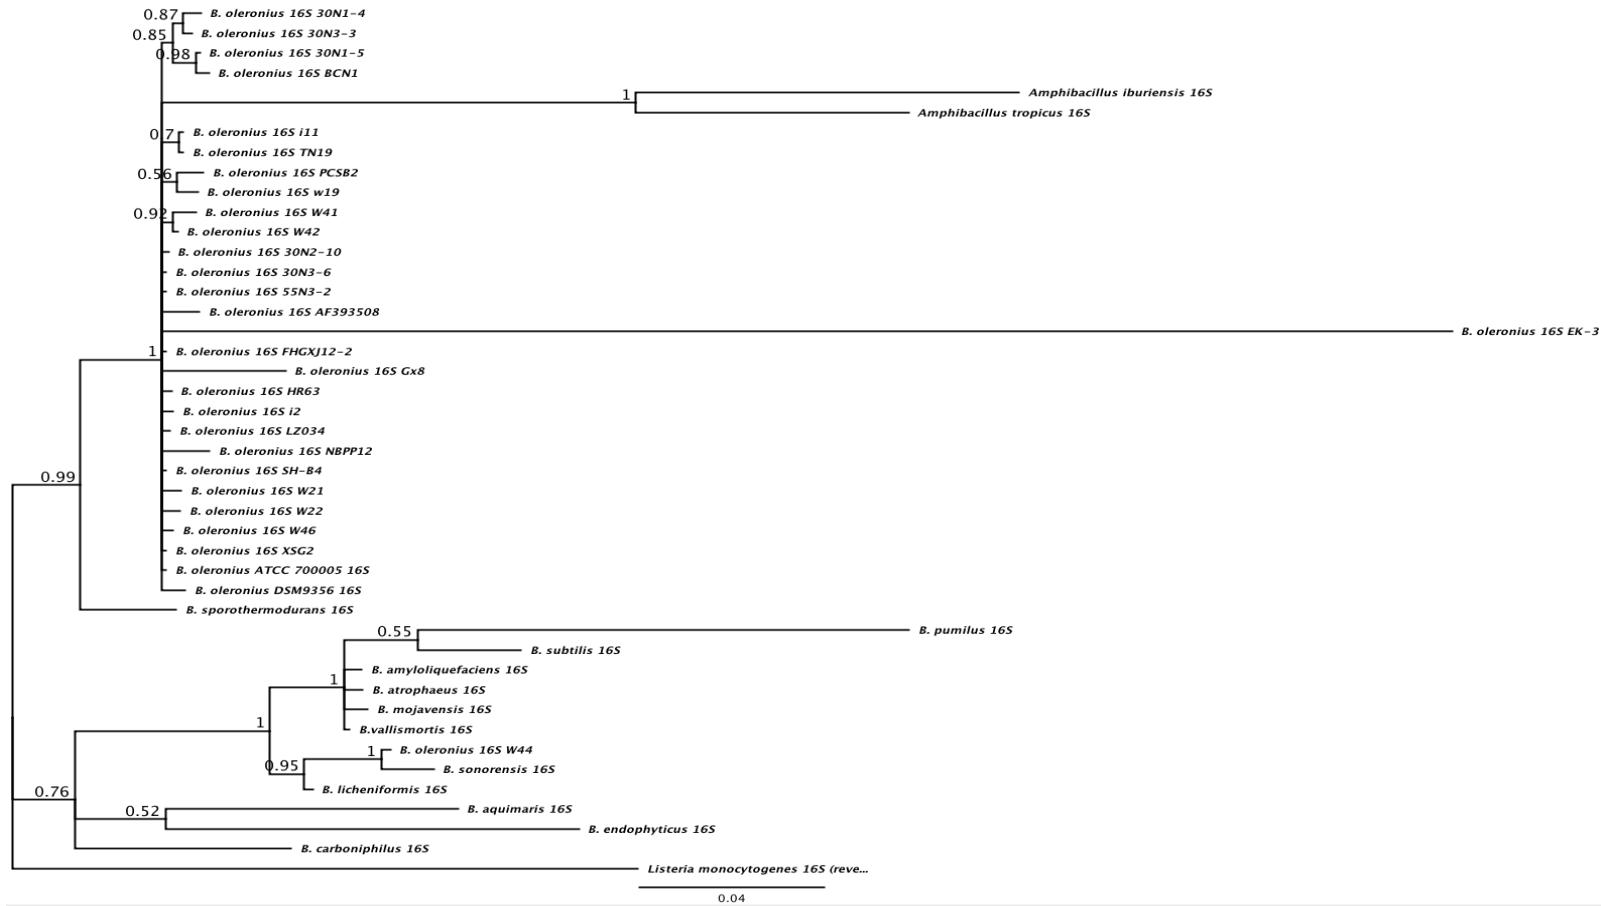 0.87
B. oleronius 16S 30N1-4
0.85
B. oleronius 16S 30N3-3
0.98
B. oleronius 16S 30N1-5
B. oleronius 16S BCN1
1
Amphibacillus iburiensis 16S
Amphibacillus tropicus 16S
0.7
B. oleronius 16S i11
B. oleronius 16S TN19
0.56
B. oleronius 16S PCSB2
B. oleronius 16S w19
0.92
B. oleronius 16S W41
B. oleronius 16S W42
B. oleronius 16S 30N2-10
B. oleronius 16S 30N3-6
B. oleronius 16S 55N3-2
B. oleronius 16S AF393508
B. oleronius 16S EK-3
1
B. oleronius 16S FHGXJ12-2
B. oleronius 16S Gx8
B. oleronius 16S HR63
B. oleronius 16S i2
B. oleronius 16S LZ034
B. oleronius 16S NBPP12
B. oleronius 16S SH-B4
0.99
B. oleronius 16S W21
B. oleronius 16S W22
B. oleronius 16S W46
B. oleronius 16S XSG2
B. oleronius ATCC 700005 16S
B. oleronius DSM9356 16S
B. sporothermodurans 16S
0.55
B. pumilus 16S
B. subtilis 16S
B. amyloliquefaciens 16S
1
B. atrophaeus 16S
B. mojavensis 16S
1
B.vallismortis 16S
1
B. oleronius 16S W44
0.95
B. sonorensis 16S
B. licheniformis 16S
0.76
0.52
B. aquimaris 16S
B. endophyticus 16S
B. carboniphilus 16S
Listeria monocytogenes 16S (reve...
0.04